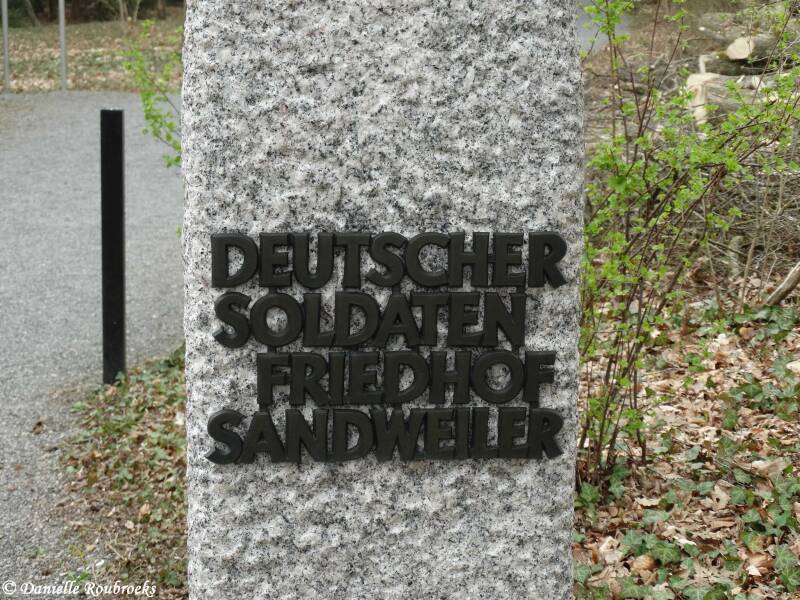 DEUTSCHER
SOLDATEN
FRIEDHOF
SANDWEILER
© Danielle Roubroeks